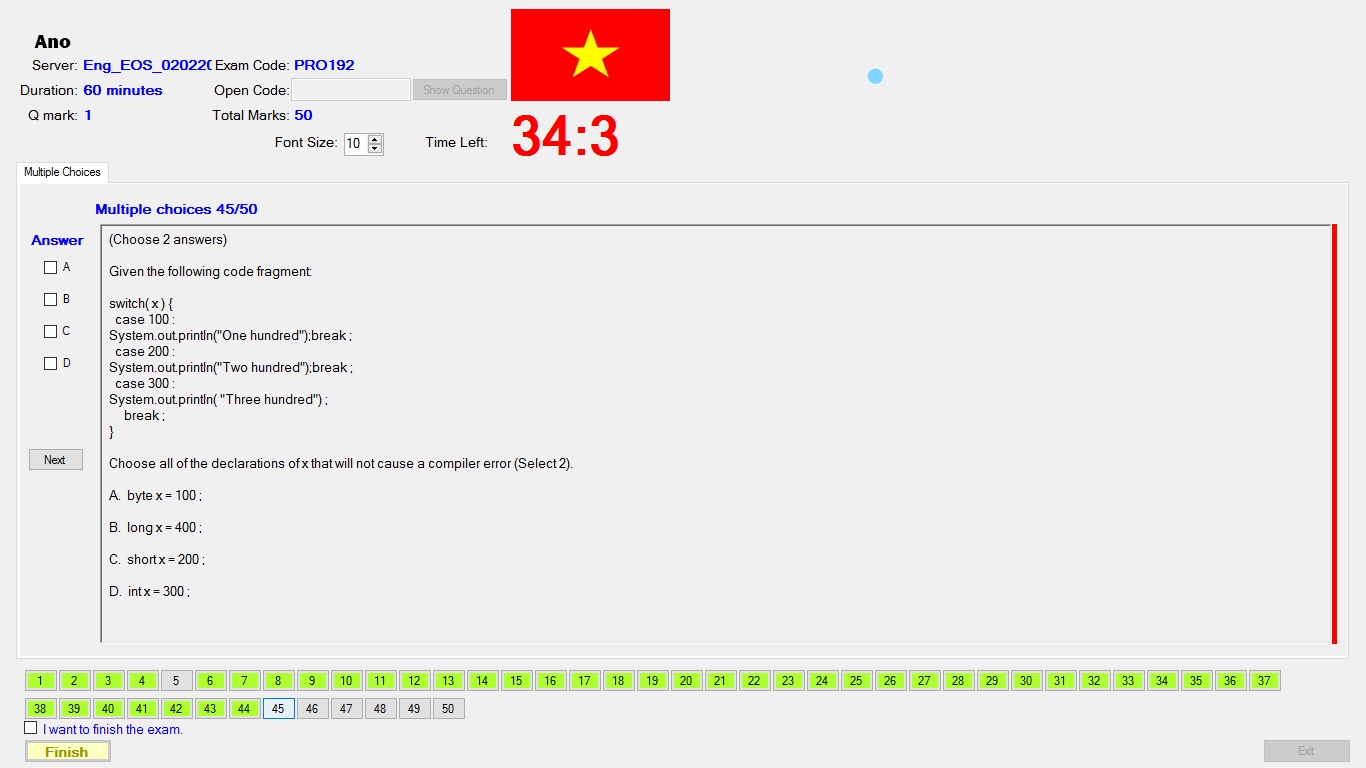 Ano
Server: Eng_EOS_020220 Exam Code: PRO192
Duration: 60 minutes Open Code: Show Question
Q mark: 1 Total Marks: 50
Font Size: 10 Time Left: 34:3
Multiple Choices
Multiple choices 45/50
Answer
A
B
C
D
Next
(Choose 2 answers)
Given the following code fragment:
switch( x ) {
case 100 :
System.out.println("One hundred");break ;
case 200 :
System.out.println("Two hundred");break ;
case 300 :
System.out.println( "Three hundred") ;
break ;
}
Choose all of the declarations of x that will not cause a compiler error (Select 2).
A. byte x = 100 ;
B. long x = 400 ;
C. short x = 200 ;
D. int x = 300 ;
1 2 3 4 5 6 7 8 9 10 11 12 13 14 15 16 17 18 19 20 21 22 23 24 25 26 27 28 29 30 31 32 33 34 35 36 37
38 39 40 41 42 43 44 45 46 47 48 49 50
I want to finish the exam.
Finish Exit